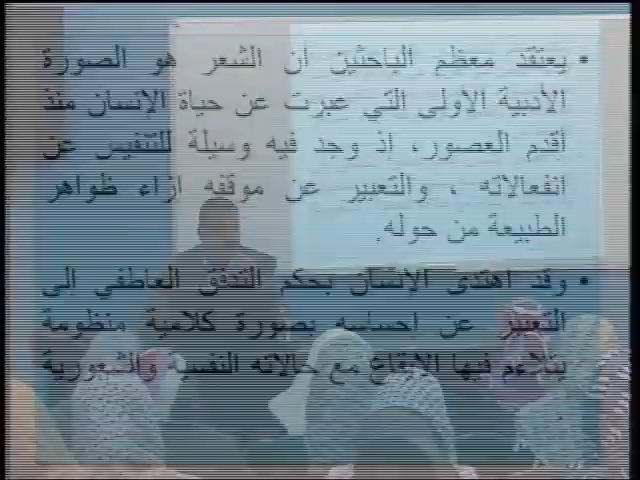 • يعتقد معظم الباحثين ان الشعر هو الصورة
الأدبية الاولى التي عبرت عن حياة الإنسان منذ
أقدم العصور، اذ وجد فيه وسيلة للتنفيس عن
انفعالاته ، والتعبير عن موقفه ازاء ظواهر
الطبيعة من حوله.
• وقد اهتدى الإنسان بحكم التدفق العاطفي الى
التعبير عن احساسه بصورة كلامية منظومة
يتلاءم فيها الايقاع مع حالاته النفسية والشعورية